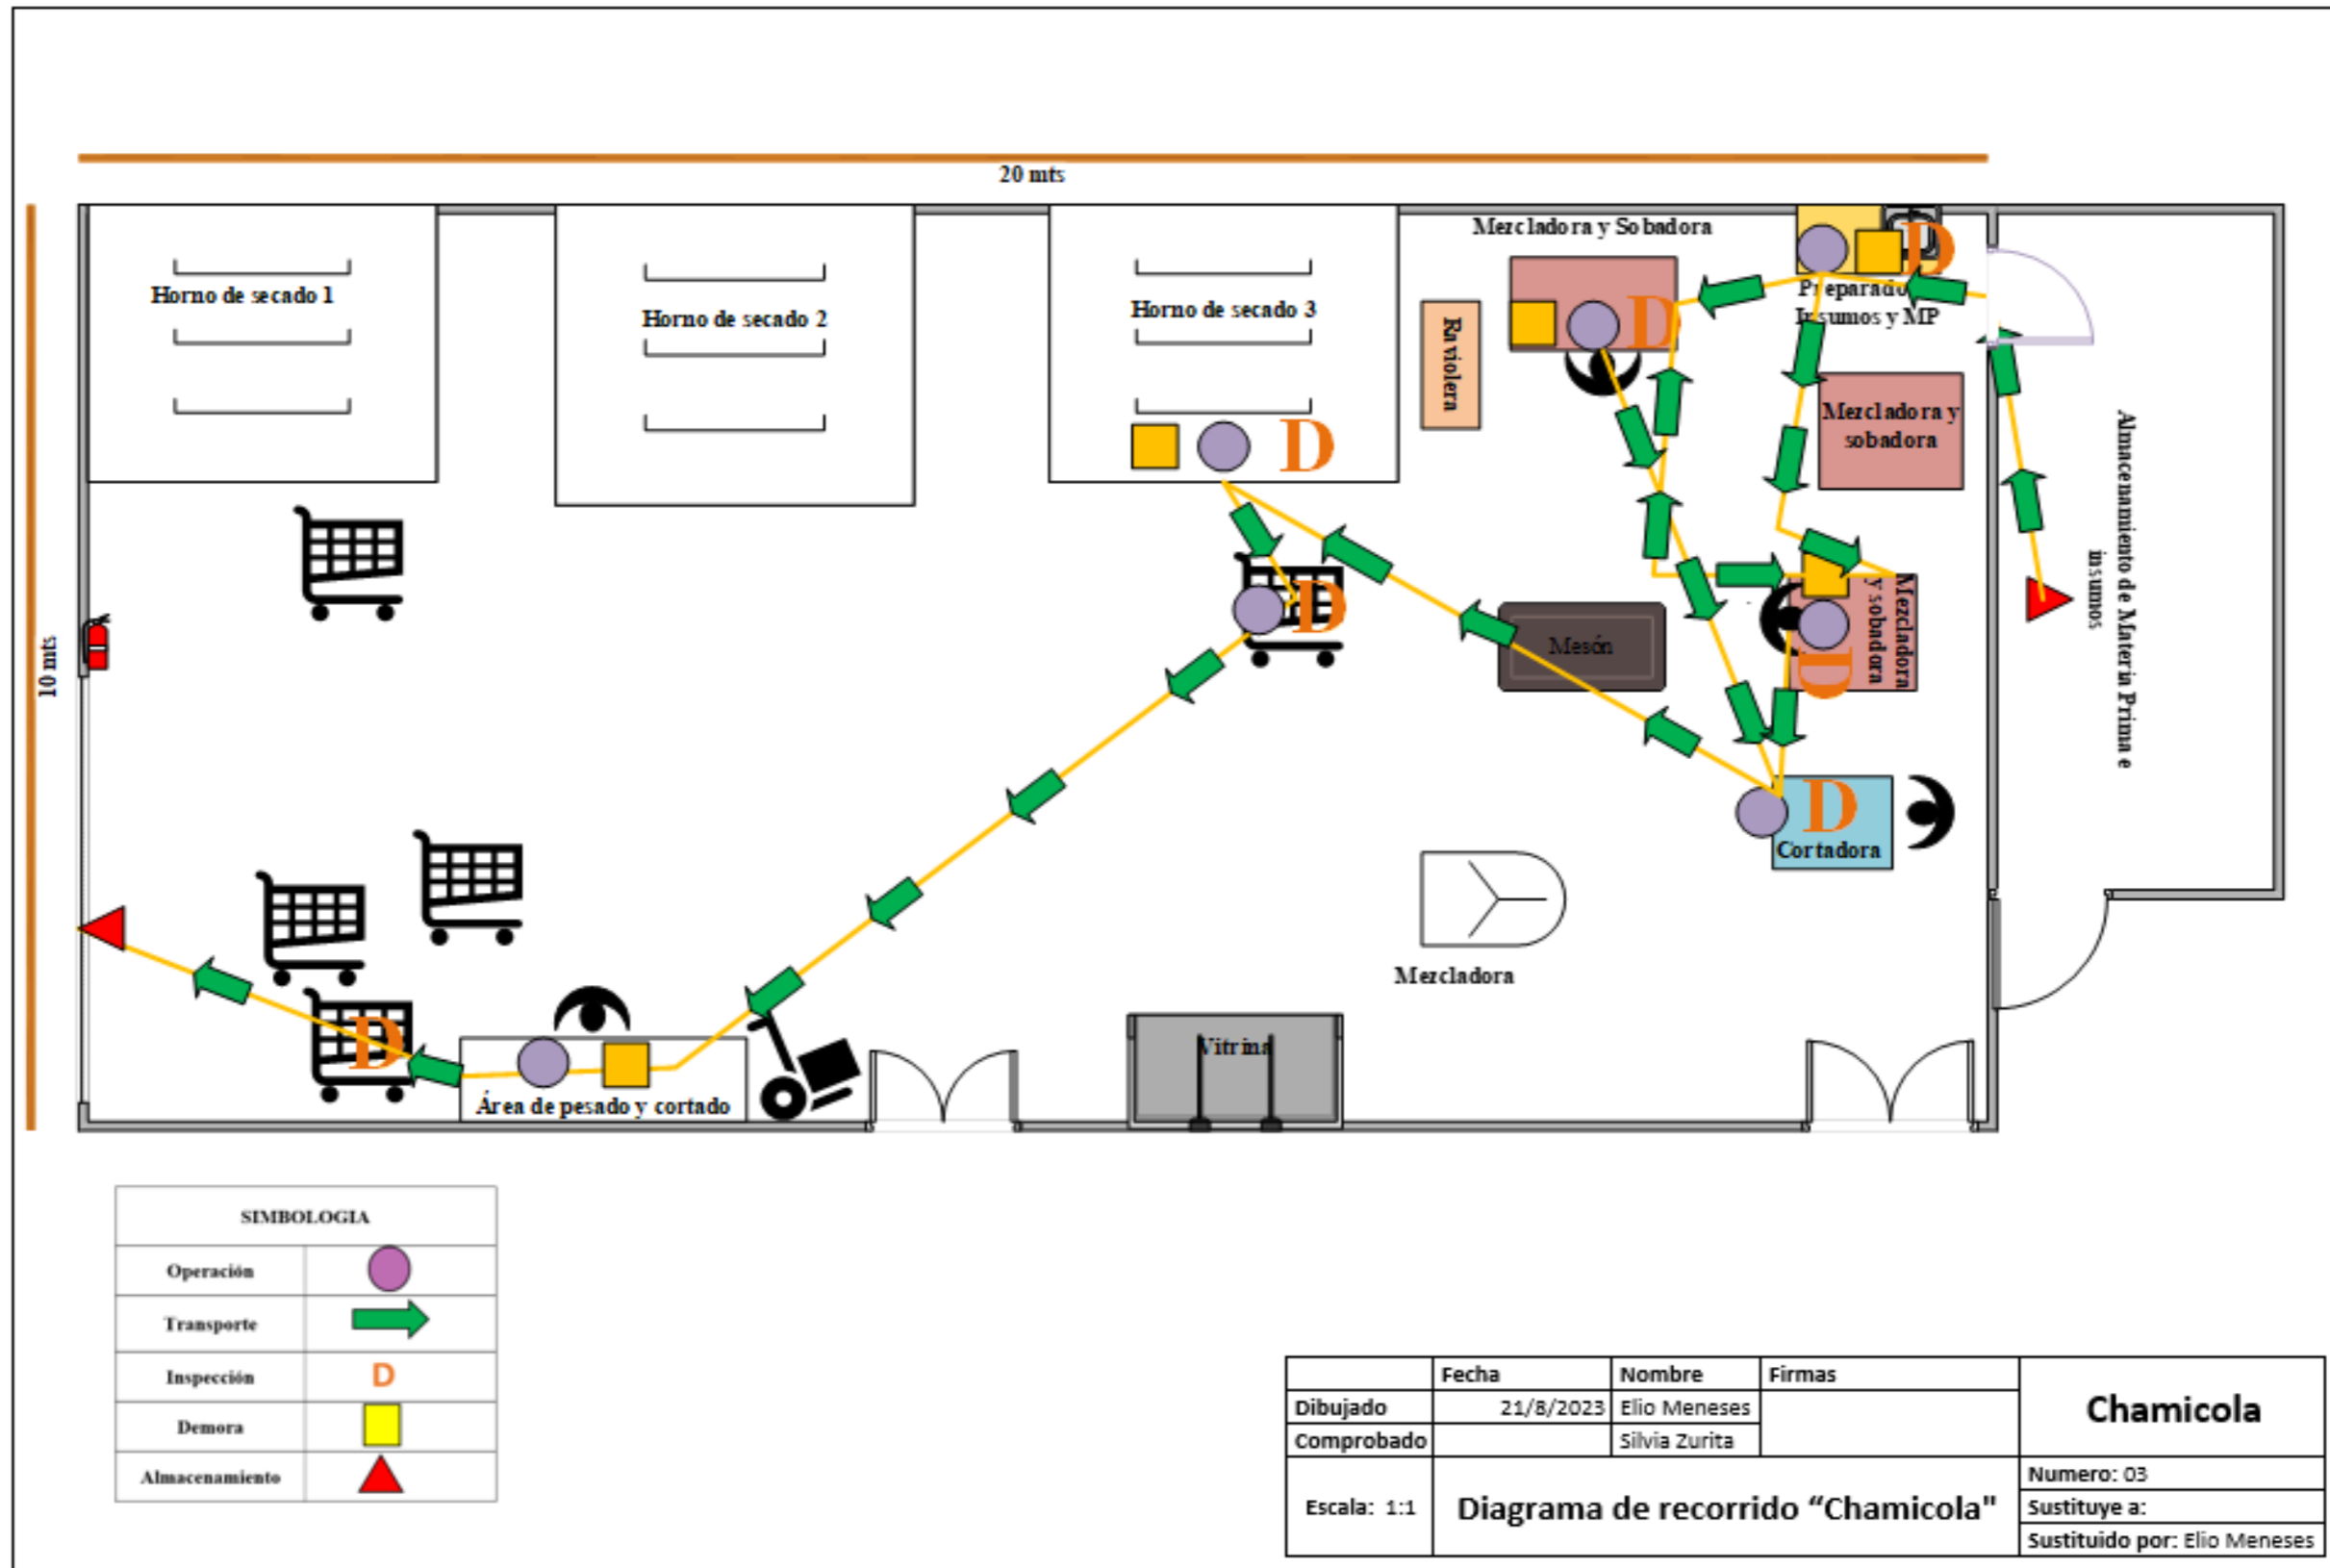 20 mts
10 mts
Horno de secado 1
Horno de secado 2
Horno de secado 3
Mezcladora y Sobadora
Raviolera
D
D
Preparado
Insumos y MP
Mezcladora y
sobadora
Almacenamiento de Materia Prima e
insumos
D
D
Mesón
Mezcladora
y sobadora
D
D
Cortadora
Mezcladora
Vitrina
D
Área de pesado y cortado
SIMBOLOGIA
Operación
Transporte
Inspección D
Demora
Almacenamiento
Fecha Nombre Firmas
Dibujado 21/8/2023 Elio Meneses
Comprobado Silvia Zurita
Chamicola
Escala: 1:1
Diagrama de recorrido “Chamicola"
Numero: 03
Sustituye a:
Sustituido por: Elio Meneses